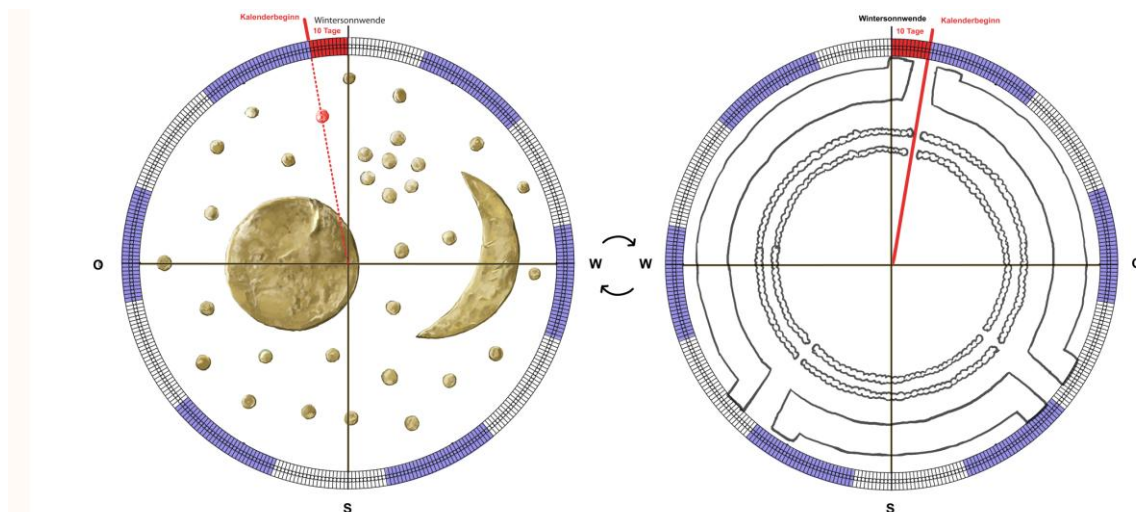 Kalenderbeginn
Wintersonnwende
10 Tage
O
W
S
Wintersonnwende
Kalenderbeginn
10 Tage
W
O
S